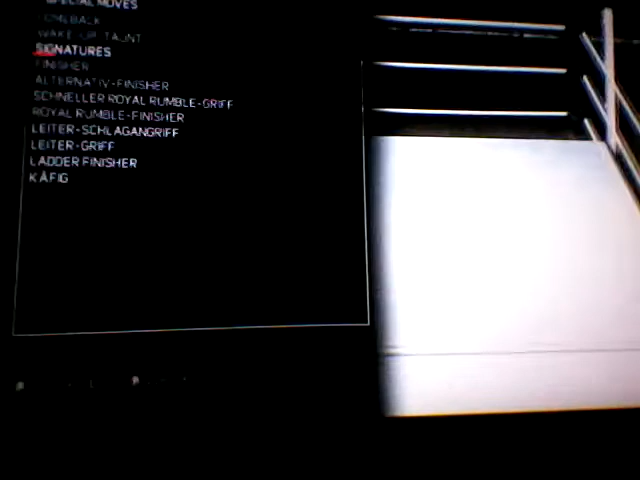 SPECIAL MOVES
COMEBACK
WAKE-UP TAUNT
SIGNATURES
FINISHER
ALTERNATIV-FINISHER
SCHNELLER ROYAL RUMBLE-GRIFF
ROYAL RUMBLE-FINISHER
LEITER-SCHLAGANGRIFF
LEITER-GRIFF
LADDER FINISHER
KÄFIG